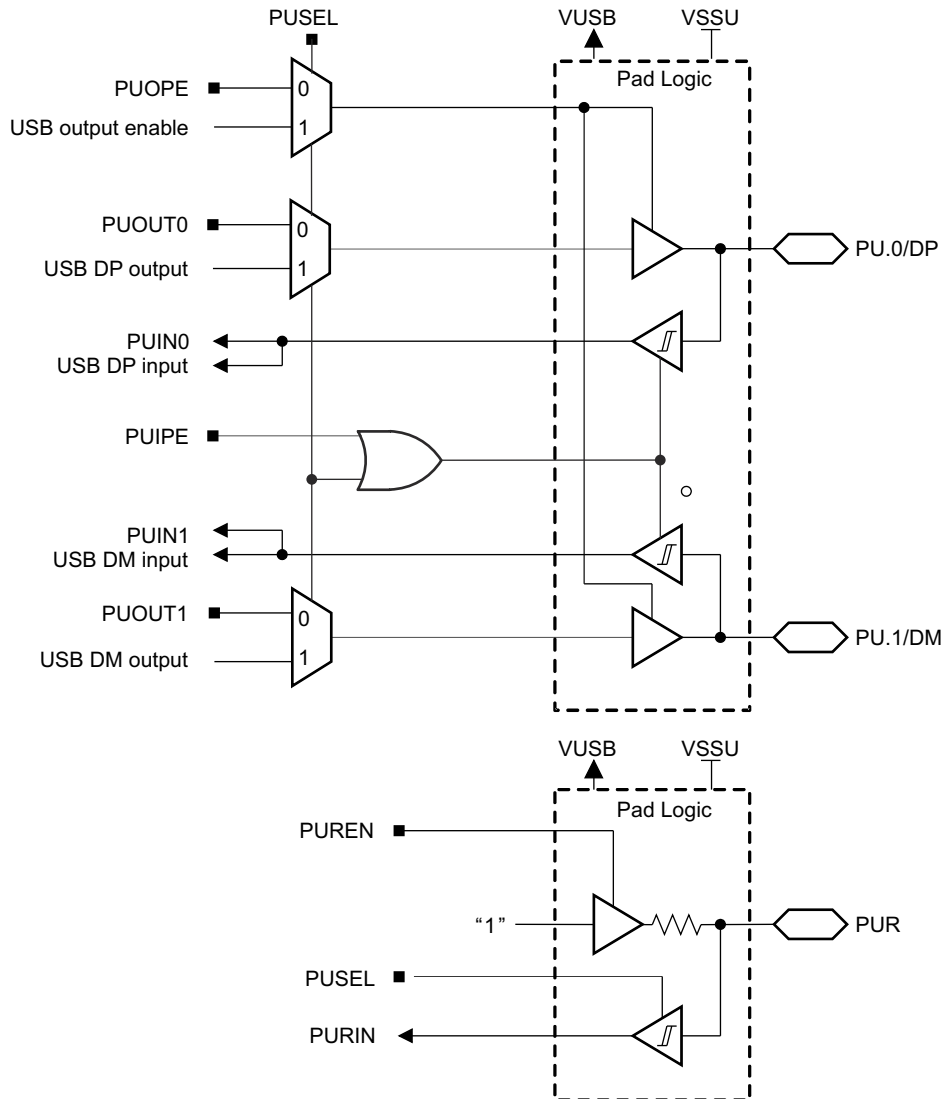 PUSEL
VUSB
VSSU
Pad Logic
PUOPE
0
USB output enable
1
PUOUT0
0
USB DP output
1
PU.0/DP
PUIN0
USB DP input
PUIPE
PUIN1
USB DM input
PUOUT1
0
USB DM output
1
PU.1/DM
VUSB
VSSU
Pad Logic
PUREN
“1”
PUR
PUSEL
PURIN